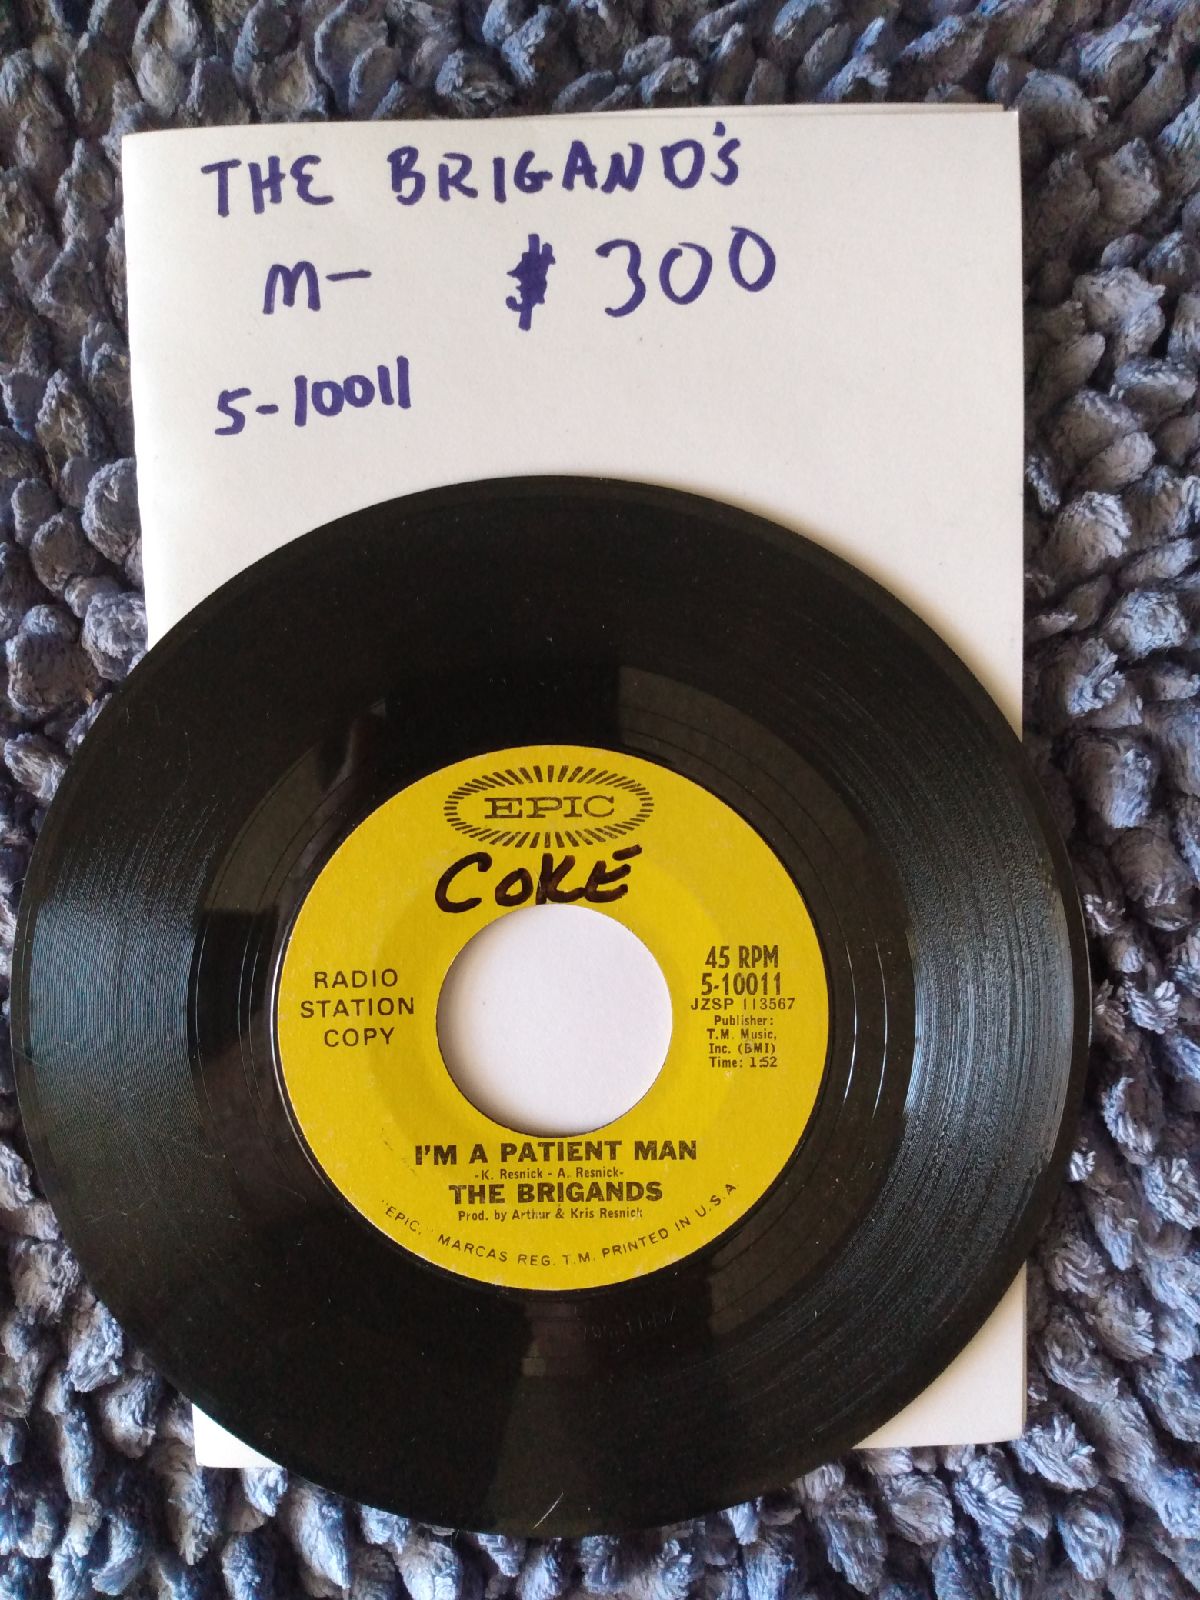 THE BRIGAND'S
M- $300
5-10011
EPIC
COKE
RADIO
STATION
COPY
45 RPM
5-10011
JZSP 113567
Publisher:
T.M. Music,
Inc. (BMI)
Time: 1:52
I'M A PATIENT MAN
-K. Resnick - A. Resnick-
THE BRIGANDS
Prod. by Arthur & Kris Resnick
"EPIC, MARCAS REG. T.M. PRINTED IN U.S.A.